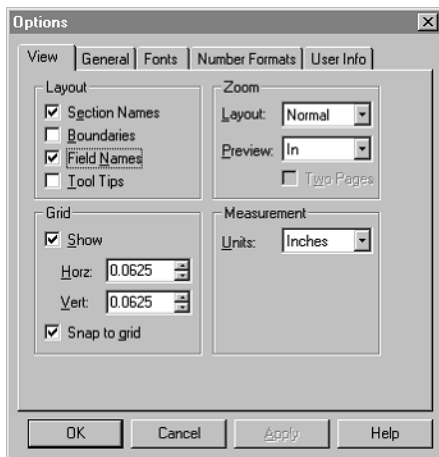 Options
View General Fonts Number Formats User Info
Layout
Section Names
Boundaries
Field Names
Tool Tips
Zoom
Layout: Normal
Preview: In
Two Pages
Grid
Show
Horz: 0.0625
Vert: 0.0625
Snap to grid
Measurement
Units: Inches
OK Cancel Apply Help